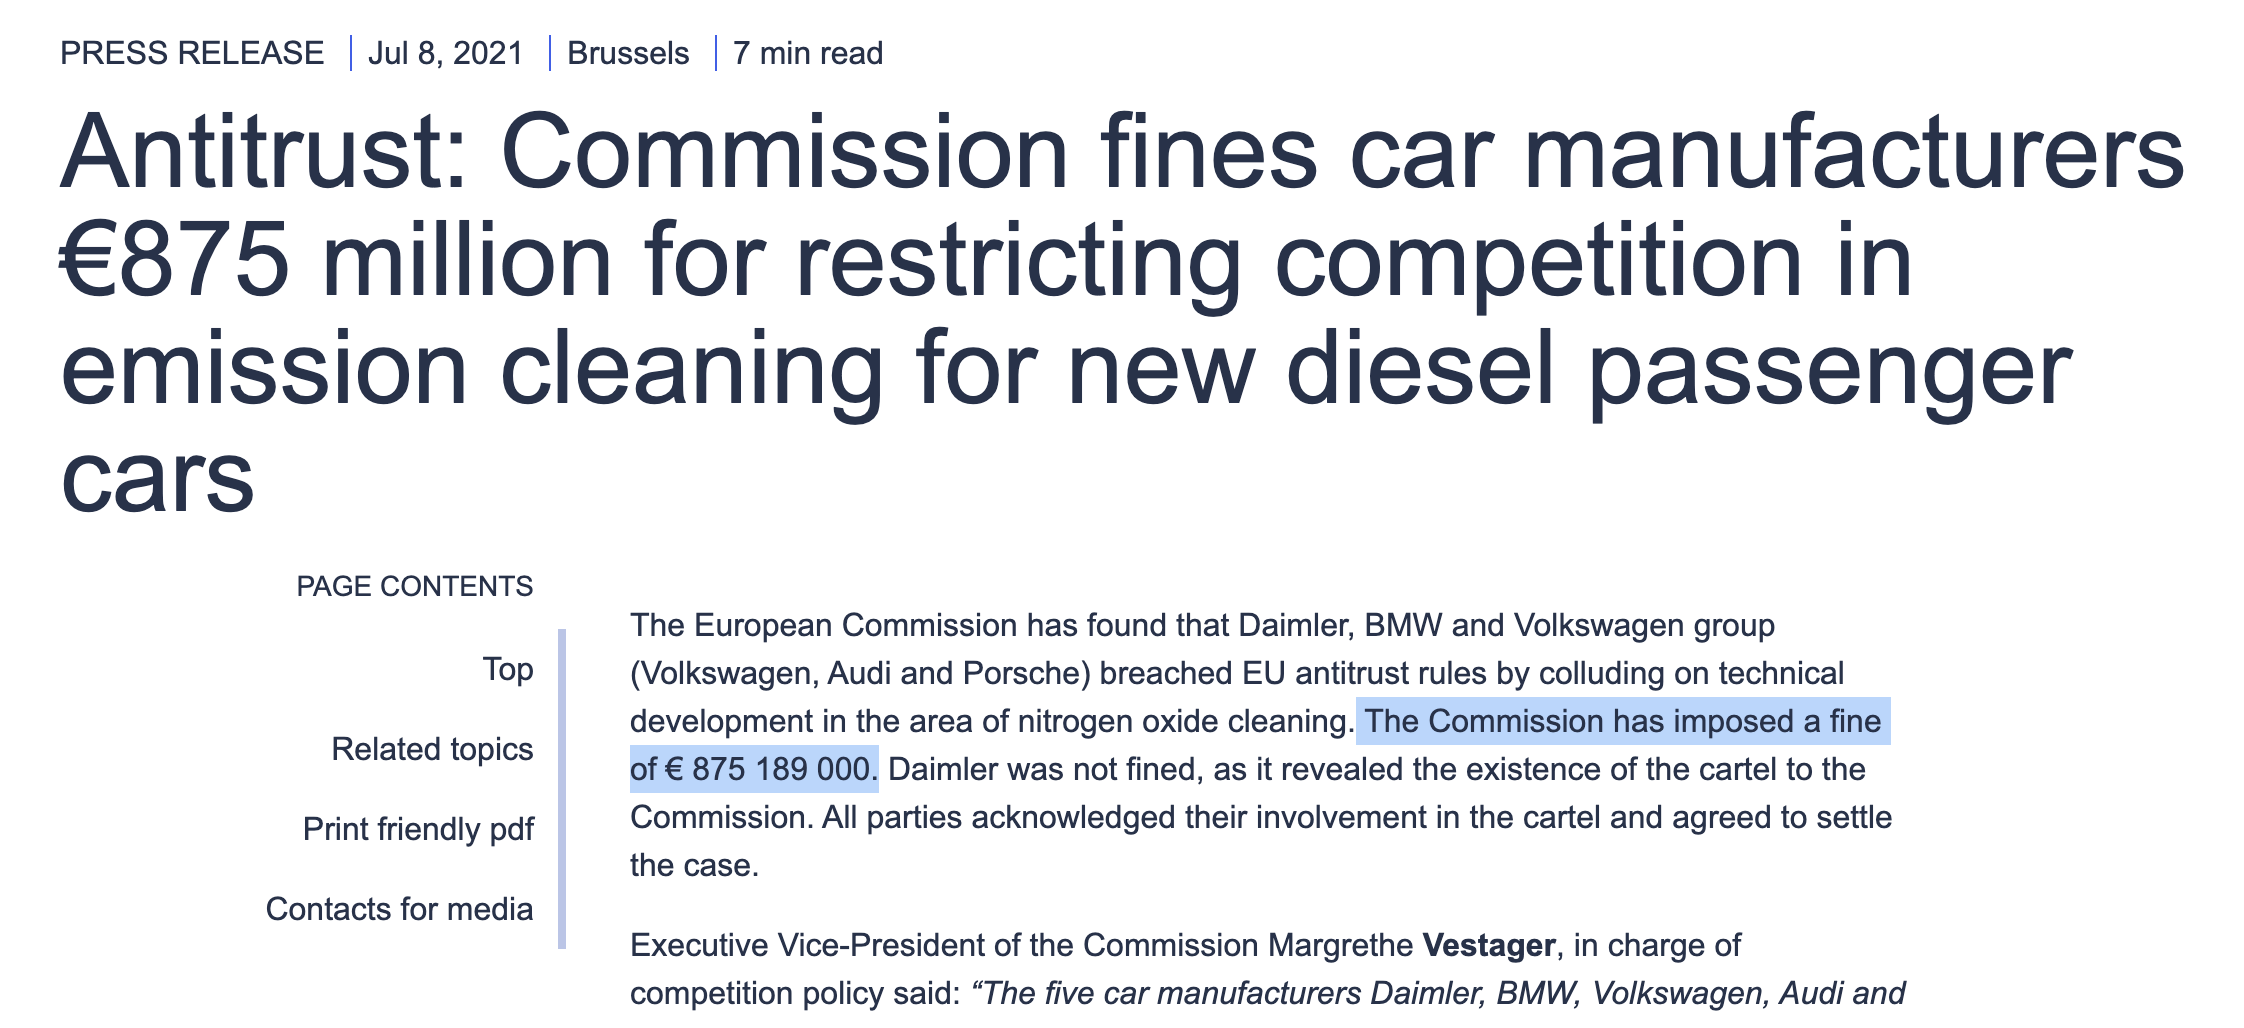 PRESS RELEASE | Jul 8, 2021 | Brussels | 7 min read
Antitrust: Commission fines car manufacturers
€875 million for restricting competition in
emission cleaning for new diesel passenger
cars
PAGE CONTENTS
Top
Related topics
Print friendly pdf
Contacts for media
The European Commission has found that Daimler, BMW and Volkswagen group
(Volkswagen, Audi and Porsche) breached EU antitrust rules by colluding on technical
development in the area of nitrogen oxide cleaning. The Commission has imposed a fine
of € 875 189 000. Daimler was not fined, as it revealed the existence of the cartel to the
Commission. All parties acknowledged their involvement in the cartel and agreed to settle
the case.
Executive Vice-President of the Commission Margrethe Vestager, in charge of
competition policy said: “The five car manufacturers Daimler, BMW, Volkswagen, Audi and